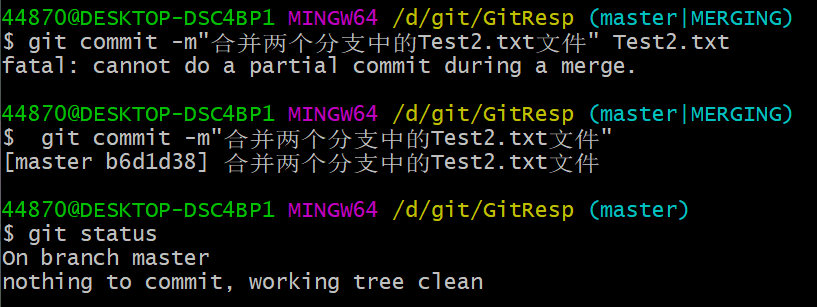 44870@DESKTOP-DSC4BP1 MINGW64 /d/git/GitResp (master|MERGING)
$ git commit -m"合并两个分支中的Test2.txt文件" Test2.txt
fatal: cannot do a partial commit during a merge.
44870@DESKTOP-DSC4BP1 MINGW64 /d/git/GitResp (master|MERGING)
$  git commit -m"合并两个分支中的Test2.txt文件"
[master b6d1d38] 合并两个分支中的Test2.txt文件
44870@DESKTOP-DSC4BP1 MINGW64 /d/git/GitResp (master)
$ git status
On branch master
nothing to commit, working tree clean